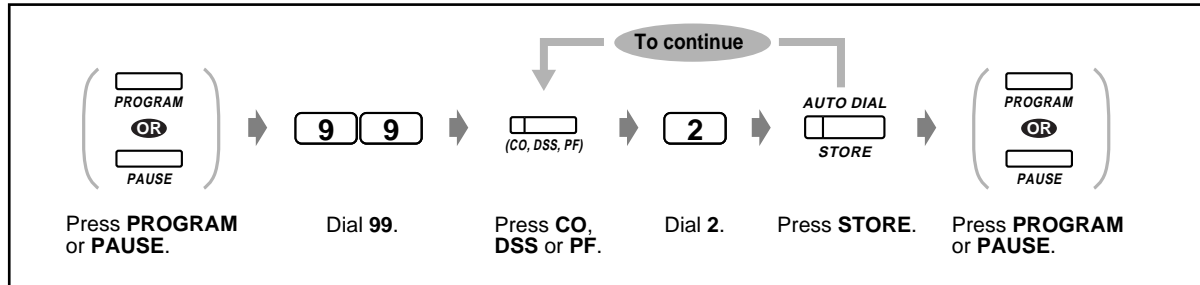 To continue
PROGRAM
OR
PAUSE
9 9
(CO, DSS, PF)
2
AUTO DIAL
STORE
PROGRAM
OR
PAUSE
Press PROGRAM
or PAUSE.
Dial 99.
Press CO,
DSS or PF.
Dial 2.
Press STORE.
Press PROGRAM
or PAUSE.